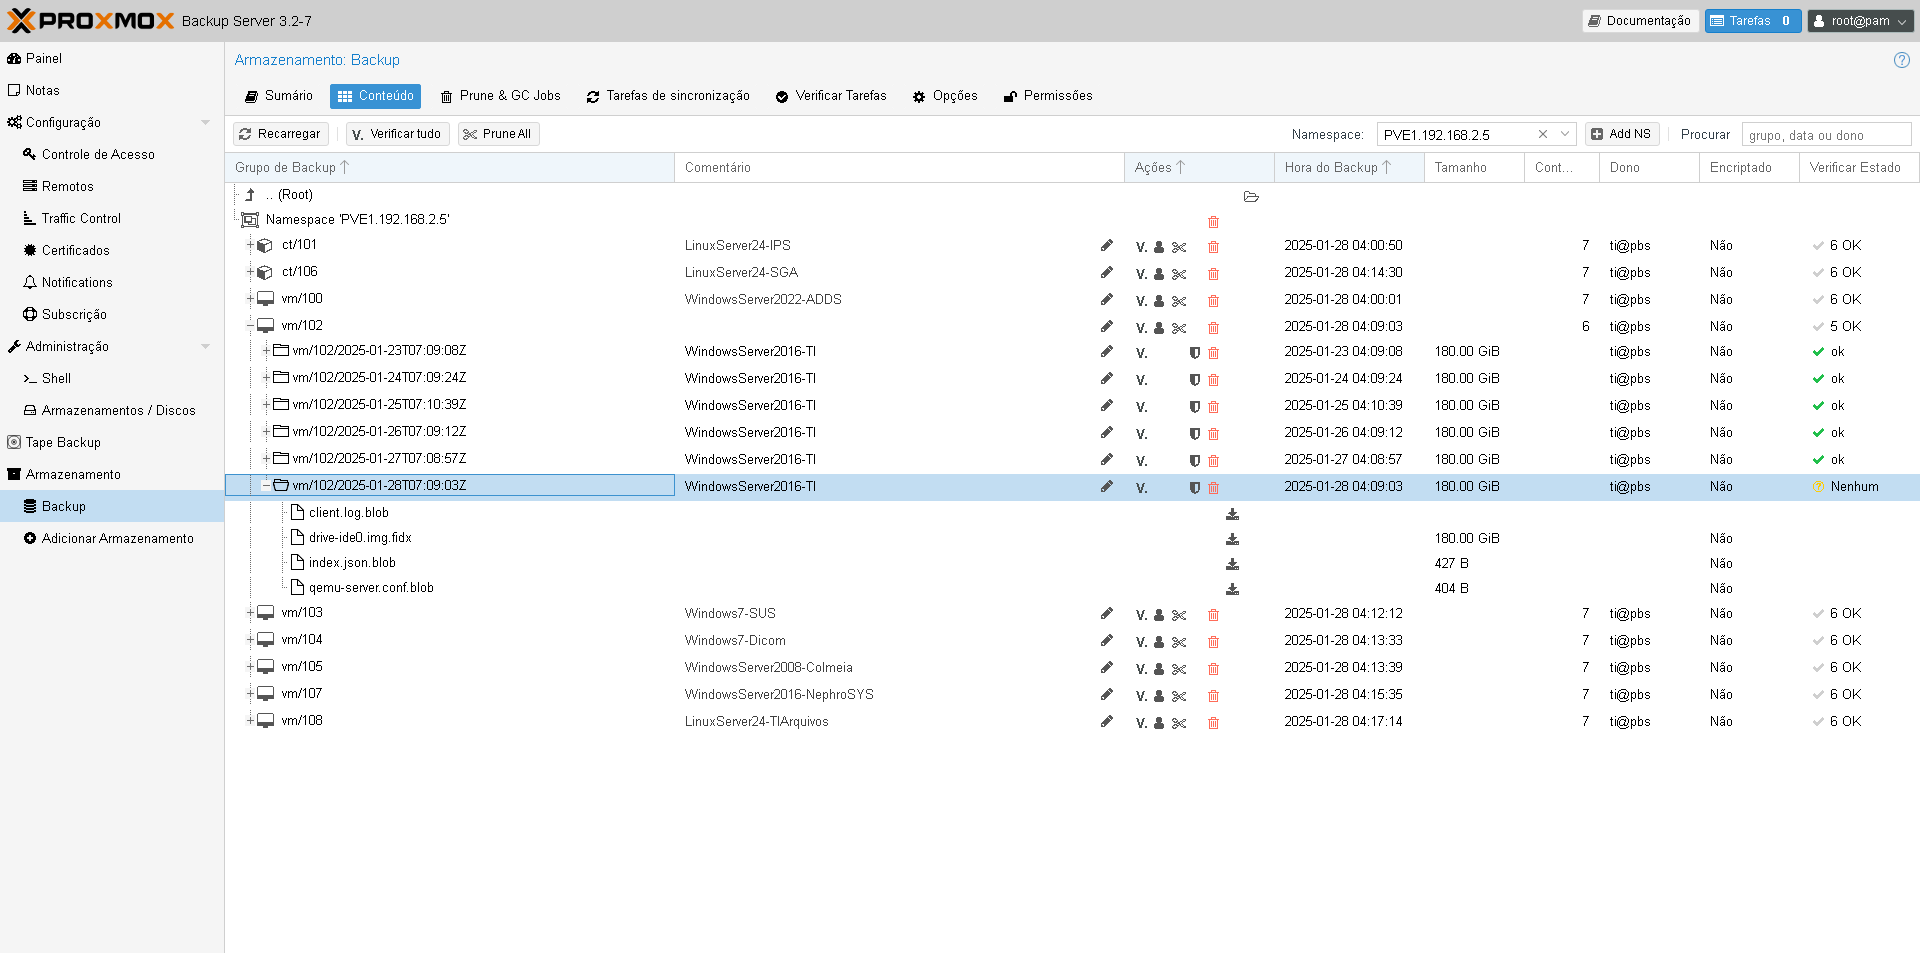 PROXMOX Backup Server 3.2-7 Documentação Tarefas 0 root@pam
Painel
Notas
Configuração
Controle de Acesso
Remotos
Traffic Control
Certificados
Notifications
Subscrição
Administração
Shell
Armazenamentos / Discos
Tape Backup
Armazenamento
Backup
Adicionar Armazenamento
Armazenamento: Backup
Sumário Conteúdo Prune & GC Jobs Tarefas de sincronização Verificar Tarefas Opções Permissões
Recarregar V. Verificar tudo Prune All Namespace: PVE1.192.168.2.5 Add NS Procurar grupo, data ou dono
Grupo de Backup Comentário Ações Hora do Backup Tamanho Cont... Dono Encriptado Verificar Estado
.. (Root)
Namespace 'PVE1.192.168.2.5'
ct/101 LinuxServer24-IPS V. 2025-01-28 04:00:50 7 ti@pbs Não 6 OK
ct/106 LinuxServer24-SGA V. 2025-01-28 04:14:30 7 ti@pbs Não 6 OK
vm/100 WindowsServer2022-ADDS V. 2025-01-28 04:00:01 7 ti@pbs Não 6 OK
vm/102 V. 2025-01-28 04:09:03 6 ti@pbs Não 5 OK
vm/102/2025-01-23T07:09:08Z WindowsServer2016-TI V. 2025-01-23 04:09:08 180.00 GiB ti@pbs Não ok
vm/102/2025-01-24T07:09:24Z WindowsServer2016-TI V. 2025-01-24 04:09:24 180.00 GiB ti@pbs Não ok
vm/102/2025-01-25T07:10:39Z WindowsServer2016-TI V. 2025-01-25 04:10:39 180.00 GiB ti@pbs Não ok
vm/102/2025-01-26T07:09:12Z WindowsServer2016-TI V. 2025-01-26 04:09:12 180.00 GiB ti@pbs Não ok
vm/102/2025-01-27T07:08:57Z WindowsServer2016-TI V. 2025-01-27 04:08:57 180.00 GiB ti@pbs Não ok
vm/102/2025-01-28T07:09:03Z WindowsServer2016-TI V. 2025-01-28 04:09:03 180.00 GiB ti@pbs Não Nenhum
client.log.blob
drive-ide0.img.fidx 180.00 GiB Não
index.json.blob 427 B Não
qemu-server.conf.blob 404 B Não
vm/103 Windows7-SUS V. 2025-01-28 04:12:12 7 ti@pbs Não 6 OK
vm/104 Windows7-Dicom V. 2025-01-28 04:13:33 7 ti@pbs Não 6 OK
vm/105 WindowsServer2008-Colmeia V. 2025-01-28 04:13:39 7 ti@pbs Não 6 OK
vm/107 WindowsServer2016-NephroSYS V. 2025-01-28 04:15:35 7 ti@pbs Não 6 OK
vm/108 LinuxServer24-TIArquivos V. 2025-01-28 04:17:14 7 ti@pbs Não 6 OK